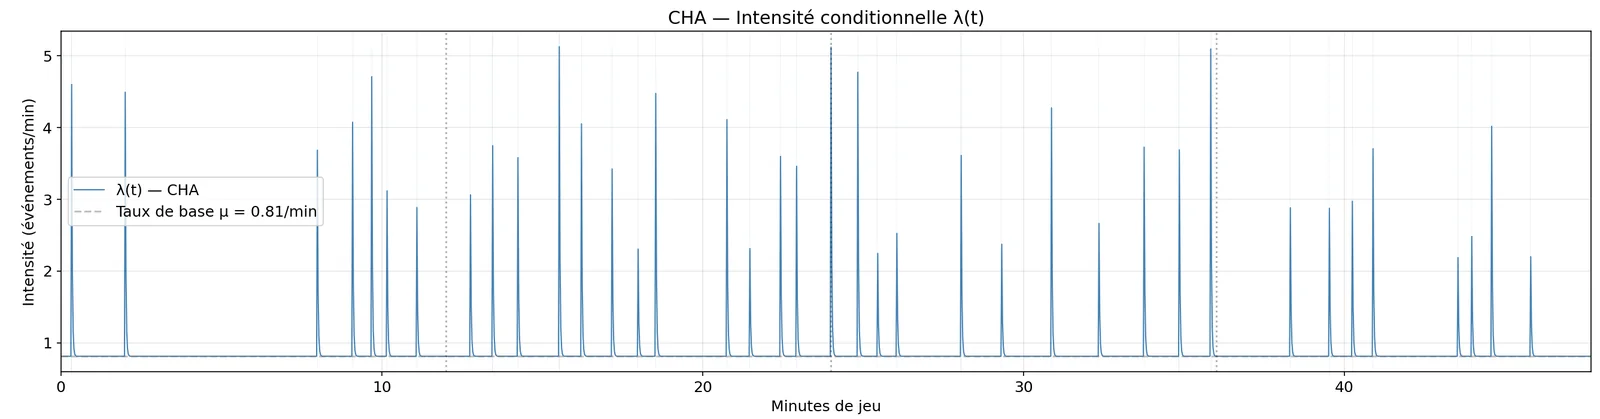 CHA — Intensité conditionnelle λ(t)
Intensité (événements/min)
5
4
3
2
1
λ(t) — CHA
Taux de base μ = 0.81/min
0 10 20 30 40
Minutes de jeu